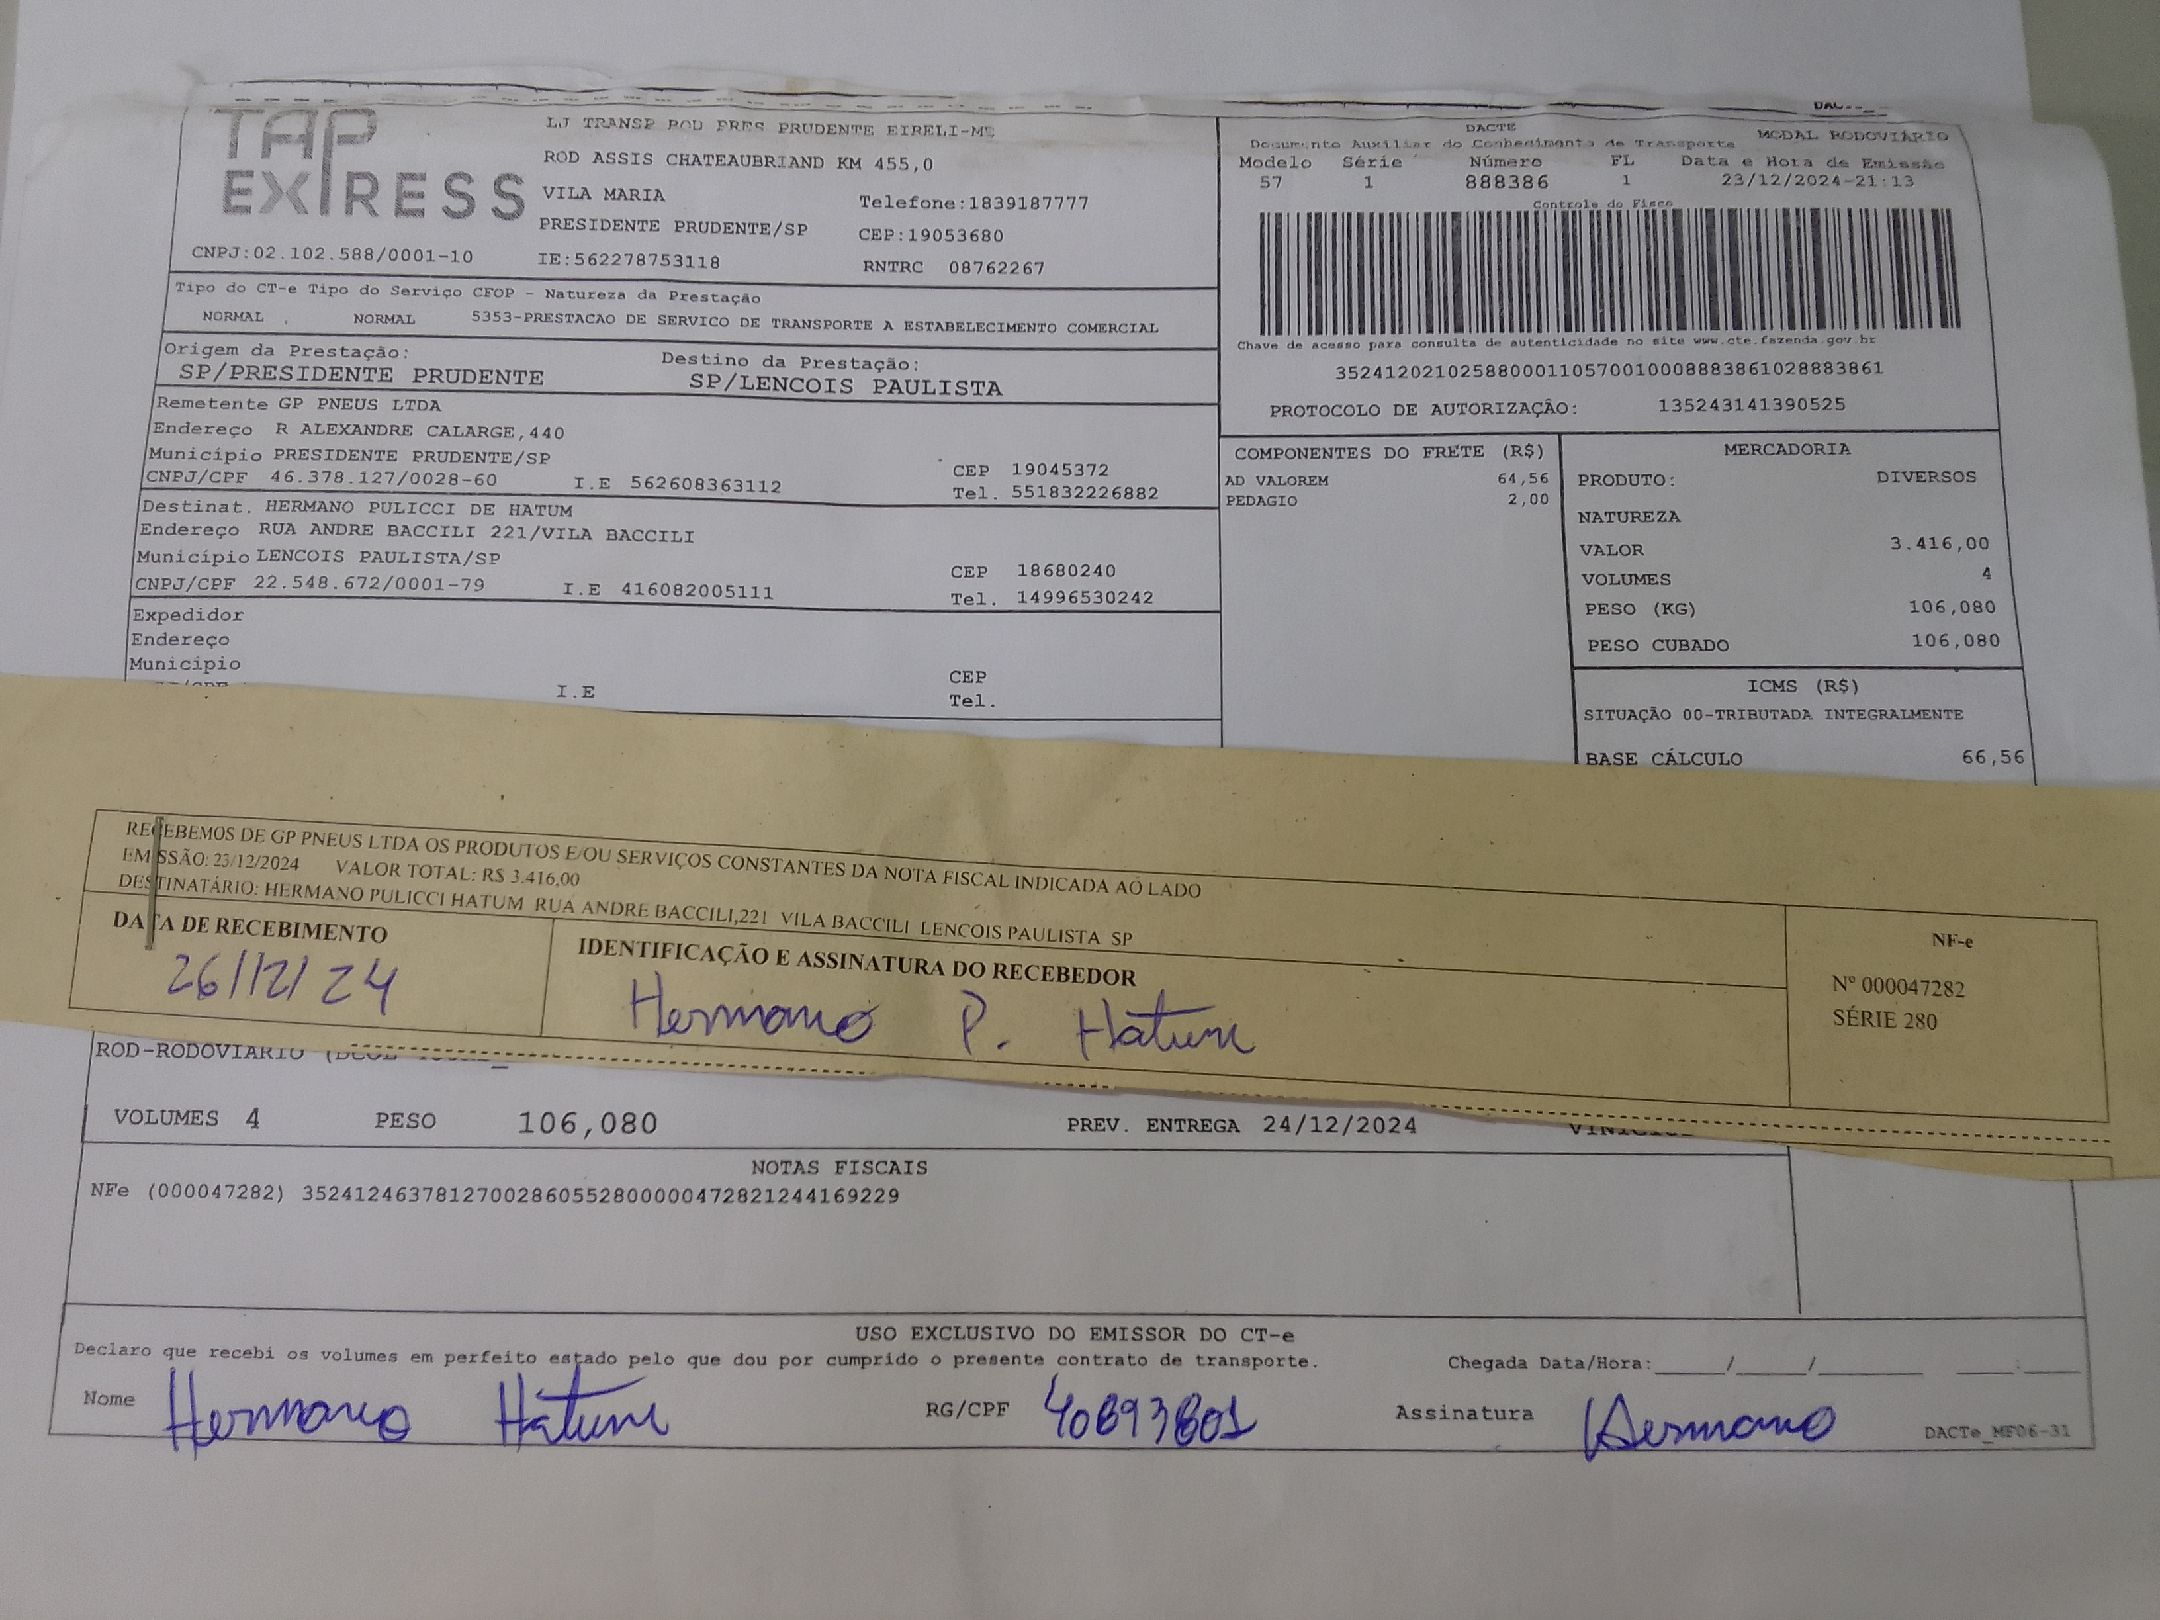 DACTE_
TAP
EXPRESS
LJ TRANSP ROD PRES PRUDENTE EIRELI-ME
ROD ASSIS CHATEAUBRIAND KM 455,0
VILA MARIA
Telefone:1839187777
PRESIDENTE PRUDENTE/SP
CEP:19053680
CNPJ:02.102.588/0001-10
IE:562278753118
RNTRC 08762267
DACTE
MODAL RODOVIÁRIO
Documento Auxiliar do Conhecimento de Transporte
Modelo Série Número FL Data e Hora de Emissão
57 1 888386 1 23/12/2024-21:13
Controle do Fisco
Chave de acesso para consulta de autenticidade no site www.cte.fazenda.gov.br
35241202102588000110570010008883861028883861
PROTOCOLO DE AUTORIZAÇÃO: 135243141390525
Tipo do CT-e Tipo do Serviço CFOP - Natureza da Prestação
NORMAL NORMAL 5353-PRESTACAO DE SERVICO DE TRANSPORTE A ESTABELECIMENTO COMERCIAL
Origem da Prestação: Destino da Prestação:
SP/PRESIDENTE PRUDENTE SP/LENCOIS PAULISTA
Remetente GP PNEUS LTDA
Endereço R ALEXANDRE CALARGE,440
Município PRESIDENTE PRUDENTE/SP CEP 19045372
CNPJ/CPF 46.378.127/0028-60 I.E 562608363112 Tel. 551832226882
Destinat. HERMANO PULICCI DE HATUM
Endereço RUA ANDRE BACCILI 221/VILA BACCILI
Município LENCOIS PAULISTA/SP CEP 18680240
CNPJ/CPF 22.548.672/0001-79 I.E 416082005111 Tel. 14996530242
Expedidor
Endereço
Município CEP
I.E Tel.
COMPONENTES DO FRETE (R$)
AD VALOREM 64,56
PEDAGIO 2,00
MERCADORIA
PRODUTO: DIVERSOS
NATUREZA
VALOR 3.416,00
VOLUMES 4
PESO (KG) 106,080
PESO CUBADO 106,080
ICMS (R$)
SITUAÇÃO 00-TRIBUTADA INTEGRALMENTE
BASE CÁLCULO 66,56
RECEBEMOS DE GP PNEUS LTDA OS PRODUTOS E/OU SERVIÇOS CONSTANTES DA NOTA FISCAL INDICADA AO LADO
EMISSÃO: 23/12/2024 VALOR TOTAL: R$ 3.416,00
DESTINATÁRIO: HERMANO PULICCI HATUM RUA ANDRE BACCILI,221 VILA BACCILI LENCOIS PAULISTA SP
DATA DE RECEBIMENTO
26/12/24
IDENTIFICAÇÃO E ASSINATURA DO RECEBEDOR
Hermano P. Hatum
NF-e
Nº 000047282
SÉRIE 280
ROD-RODOVIARIO
VOLUMES 4 PESO 106,080 PREV. ENTREGA 24/12/2024
NOTAS FISCAIS
NFe (000047282) 35241246378127002860552800000472821244169229
USO EXCLUSIVO DO EMISSOR DO CT-e
Declaro que recebi os volumes em perfeito estado pelo que dou por cumprido o presente contrato de transporte. Chegada Data/Hora:_____/_____/_______ ____:____
Nome Hermano Hatum RG/CPF 40893801 Assinatura Hermano
DACTe_MF06-31